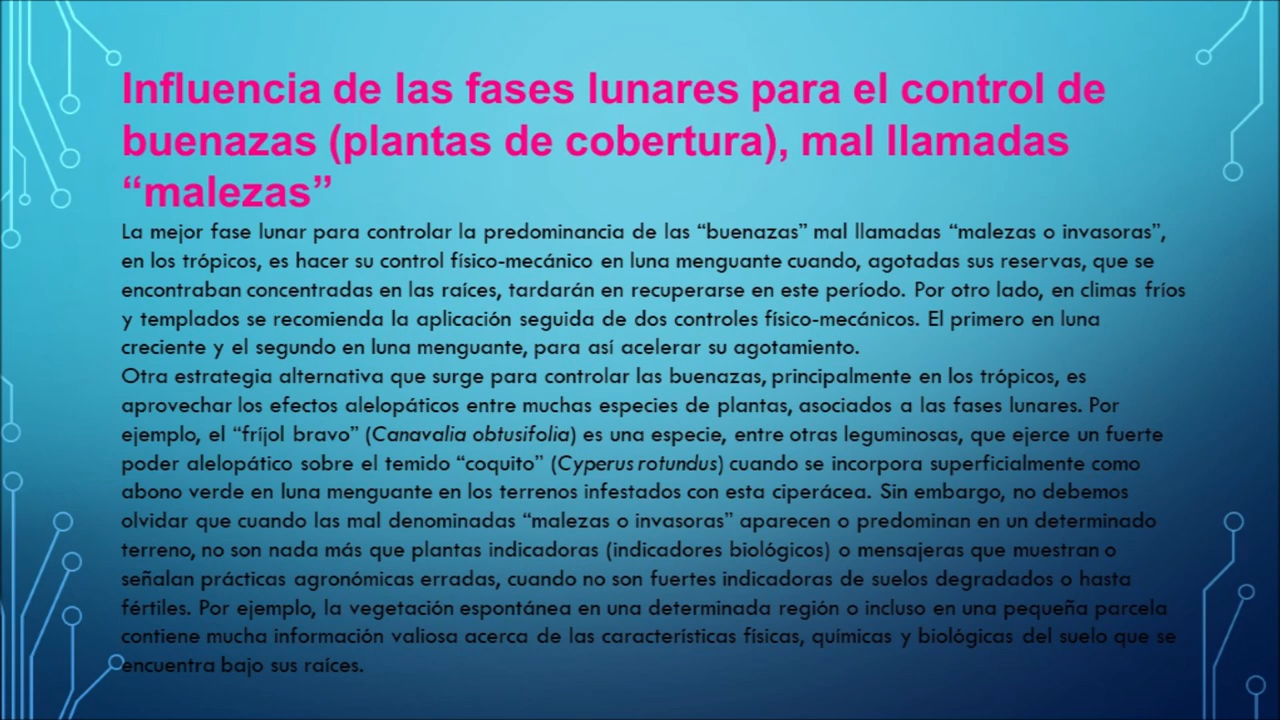 Influencia de las fases lunares para el control de
buenazas (plantas de cobertura), mal llamadas
“malezas”
La mejor fase lunar para controlar la predominancia de las “buenazas” mal llamadas “malezas o invasoras”,
en los trópicos, es hacer su control físico-mecánico en luna menguante cuando, agotadas sus reservas, que se
encontraban concentradas en las raíces, tardarán en recuperarse en este período. Por otro lado, en climas fríos
y templados se recomienda la aplicación seguida de dos controles físico-mecánicos. El primero en luna
creciente y el segundo en luna menguante, para así acelerar su agotamiento.
Otra estrategia alternativa que surge para controlar las buenazas, principalmente en los trópicos, es
aprovechar los efectos alelopáticos entre muchas especies de plantas, asociados a las fases lunares. Por
ejemplo, el “fríjol bravo” (Canavalia obtusifolia) es una especie, entre otras leguminosas, que ejerce un fuerte
poder alelopático sobre el temido “coquito” (Cyperus rotundus) cuando se incorpora superficialmente como
abono verde en luna menguante en los terrenos infestados con esta ciperácea. Sin embargo, no debemos
olvidar que cuando las mal denominadas “malezas o invasoras” aparecen o predominan en un determinado
terreno, no son nada más que plantas indicadoras (indicadores biológicos) o mensajeras que muestran o
señalan prácticas agronómicas erradas, cuando no son fuertes indicadoras de suelos degradados o hasta
fértiles. Por ejemplo, la vegetación espontánea en una determinada región o incluso en una pequeña parcela
contiene mucha información valiosa acerca de las características físicas, químicas y biológicas del suelo que se
encuentra bajo sus raíces.